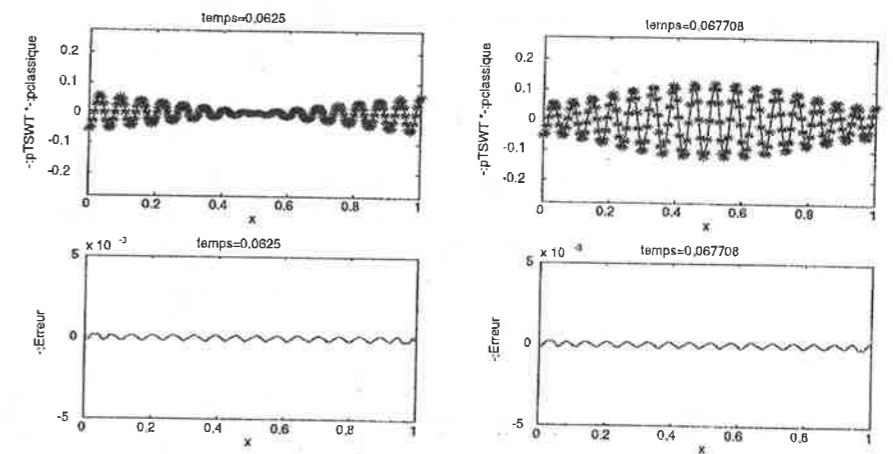 temps=0,0625
-:pTSWT *-:pclassique
0.2
0.1
0
-0.1
-0.2
0 0.2 0.4 0.6 0.8 1
x
temps=0,067708
-:pTSWT *-:pclassique
0.2
0.1
0
-0.1
-0.2
0 0.2 0.4 0.6 0.8 1
x
temps=0,0625
x 10 -3
-:Erreur
5
0
-5
0 0.2 0.4 0.6 0.8 1
x
temps=0,067708
x 10 -3
-:Erreur
5
0
-5
0 0.2 0.4 0.6 0.8 1
x